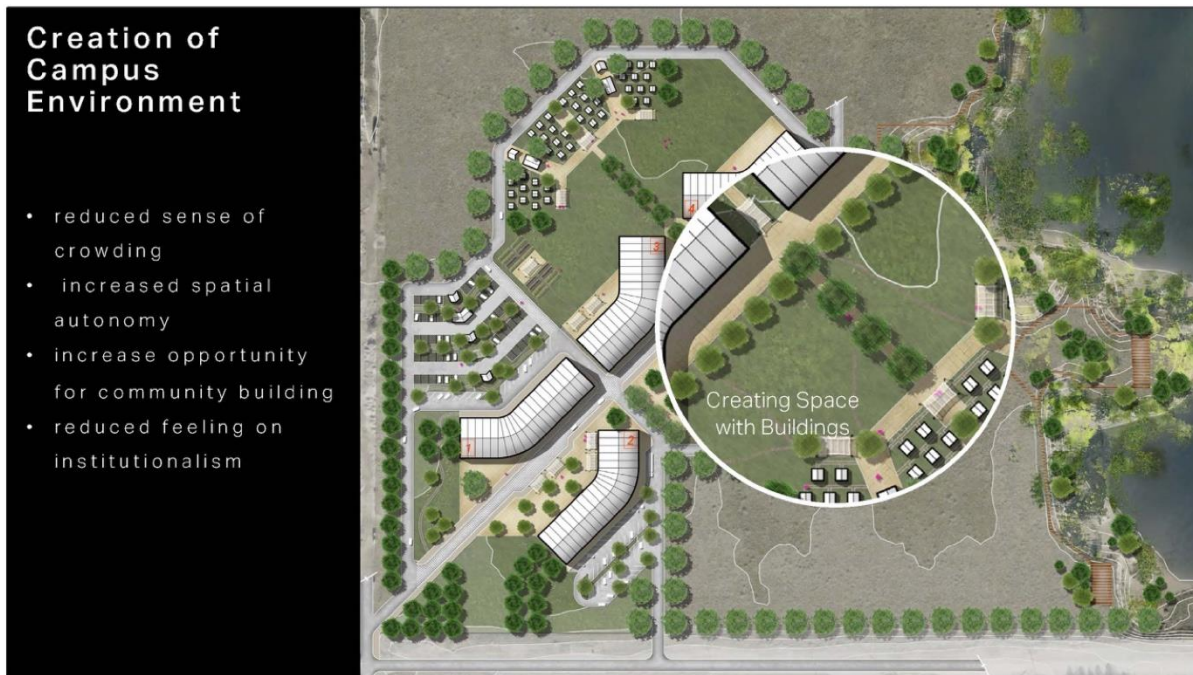 Creation of
Campus
Environment
• reduced sense of
crowding
• increased spatial
autonomy
• increase opportunity
for community building
• reduced feeling on
institutionalism
4
3
Creating Space
with Buildings
1
2